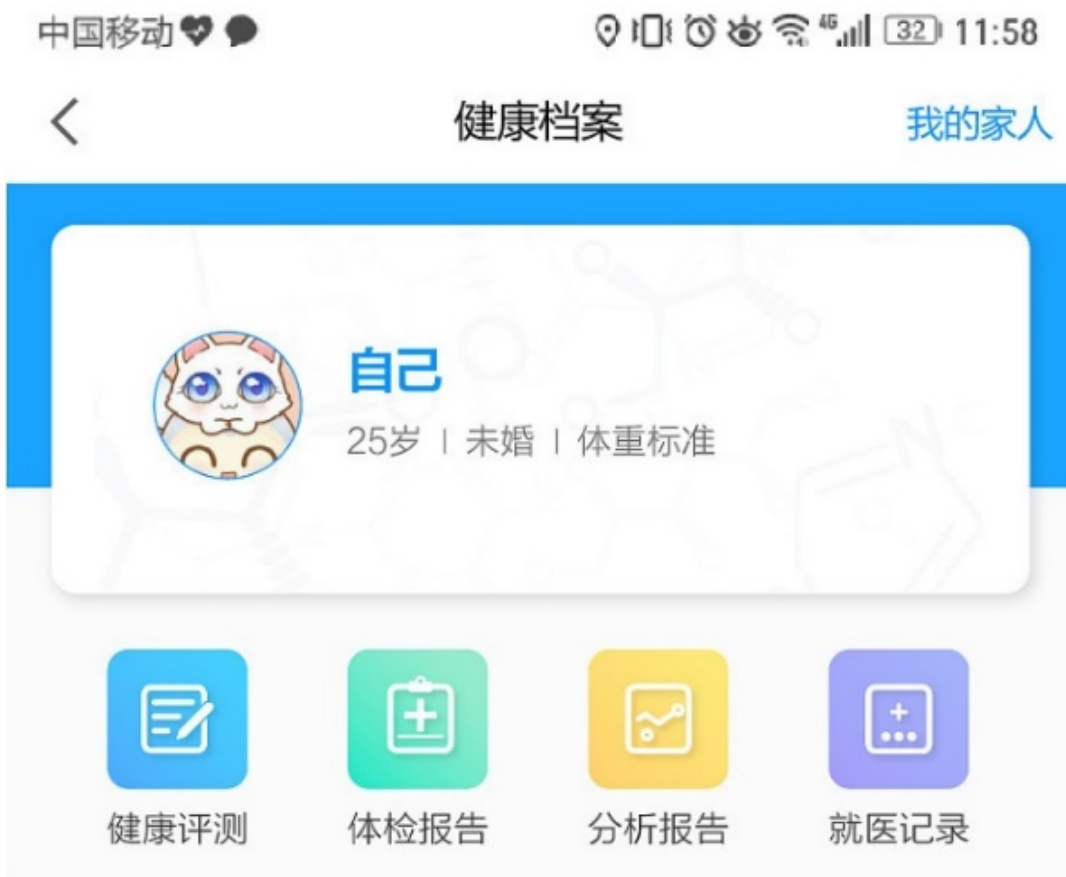 中国移动 4G 32 11:58
健康档案 我的家人
自己
25岁 | 未婚 | 体重标准
健康评测 体检报告 分析报告 就医记录